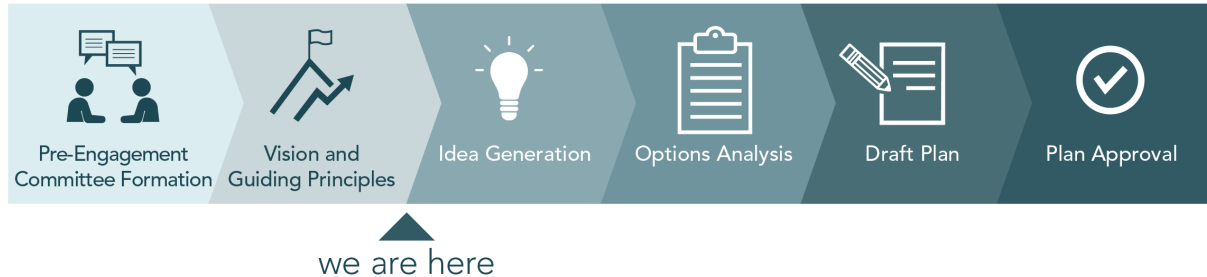 Pre-Engagement
Committee Formation
Vision and
Guiding Principles
Idea Generation
Options Analysis
Draft Plan
Plan Approval
we are here